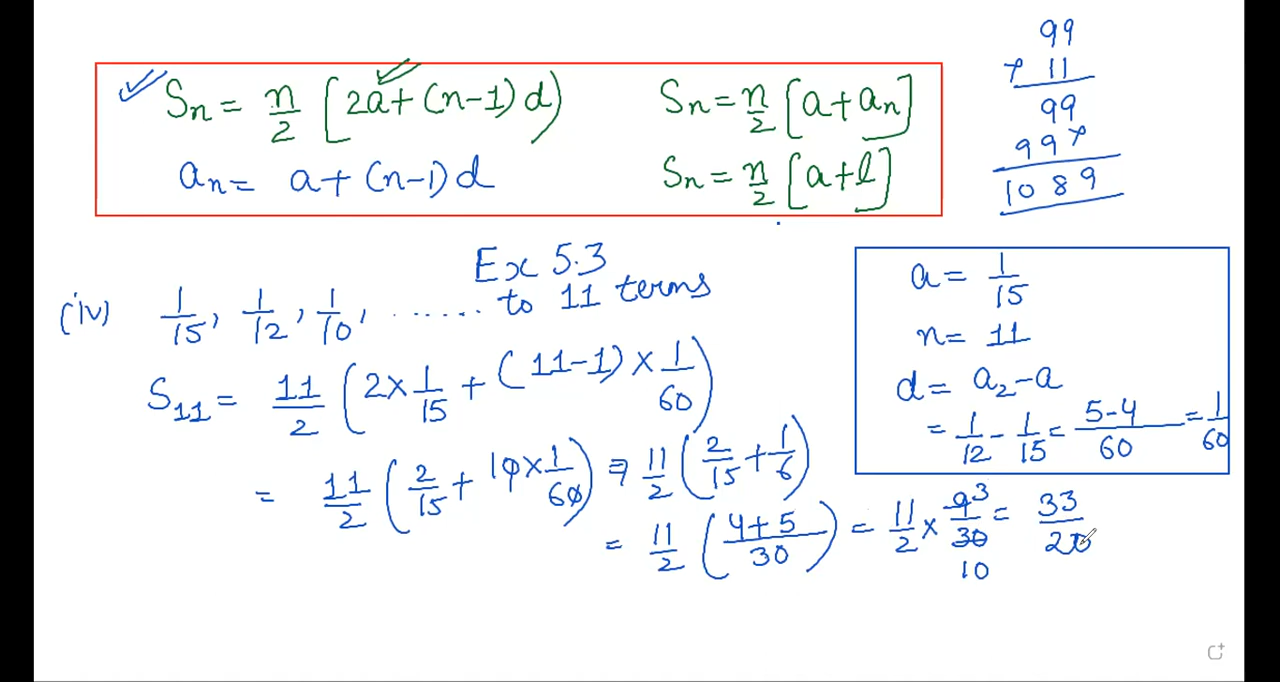 99
× 11
99
99×
1089
Sn = n/2 [2a + (n-1) d)
Sn = n/2 [a + an]
an = a + (n-1) d
Sn = n/2 [a + l]
Ex 5.3
(iv) 1/15, 1/12, 1/10, ...... to 11 terms
S11 = 11/2 (2 × 1/15 + (11-1) × 1/60)
= 11/2 (2/15 + 10 × 1/60) ⇒ 11/2 (2/15 + 1/6)
= 11/2 (4+5/30) = 11/2 × 9 3/30 10 = 33/20
a = 1/15
n = 11
d = a2 - a
= 1/12 - 1/15 = 5-4/60 = 1/60